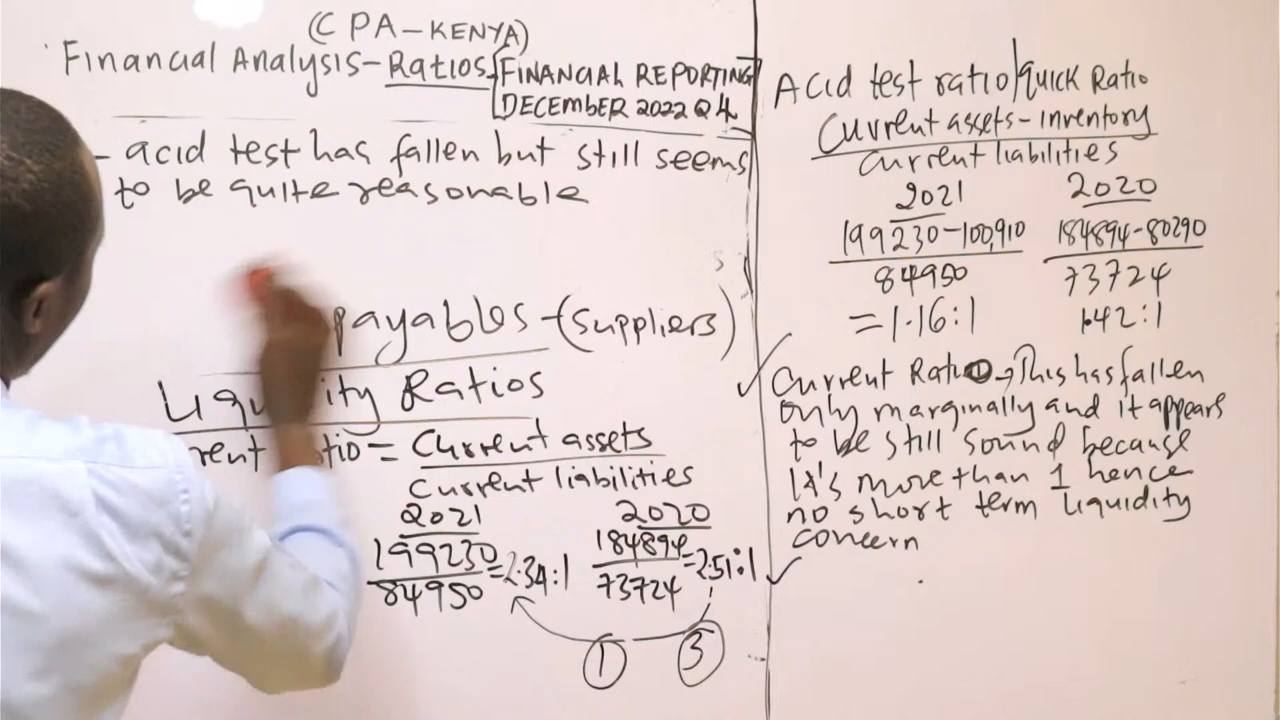 (CPA-KENYA)
Financial Analysis-Ratios
FINANCIAL REPORTING
DECEMBER 2022 Q4
- acid test has fallen but still seems
to be quite reasonable
payables-(suppliers)
Liquity Ratios
rent tio = Current assets
Current liabilities
2021
199230
84950
=2.34:1
2020
184894
73724
=2.51:1
1
3
Acid test ratio/quick Ratio
Current assets-inventory
Current liabilities
2021
199230-100,910
84950
=1.16:1
2020
184894-80290
73724
1.42:1
Current Ratio→This has fallen
only marginally and it appears
to be still sound because
It's more than 1 hence
no short term liquidity
concern